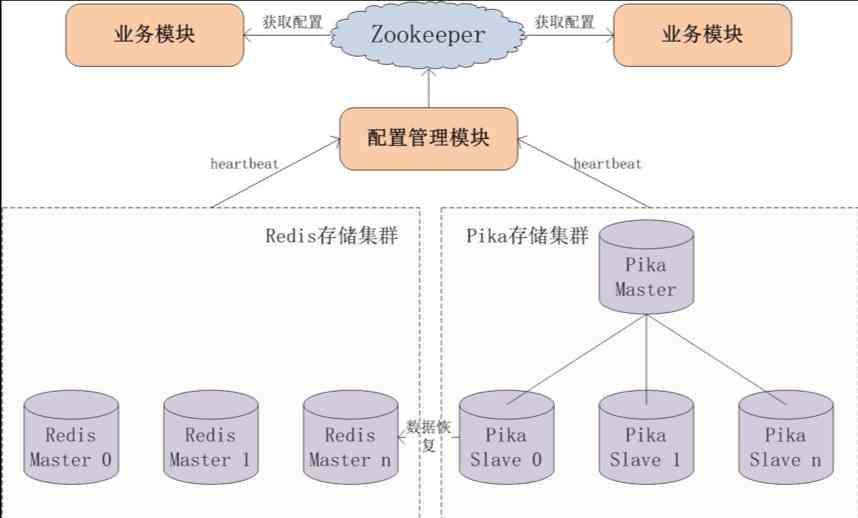 业务模块
获取配置
Zookeeper
获取配置
业务模块
配置管理模块
heartbeat
heartbeat
Redis存储集群
Pika存储集群
Pika
Master
Redis
Master 0
Redis
Master 1
Redis
Master n
数据恢
复
Pika
Slave 0
Pika
Slave 1
Pika
Slave n